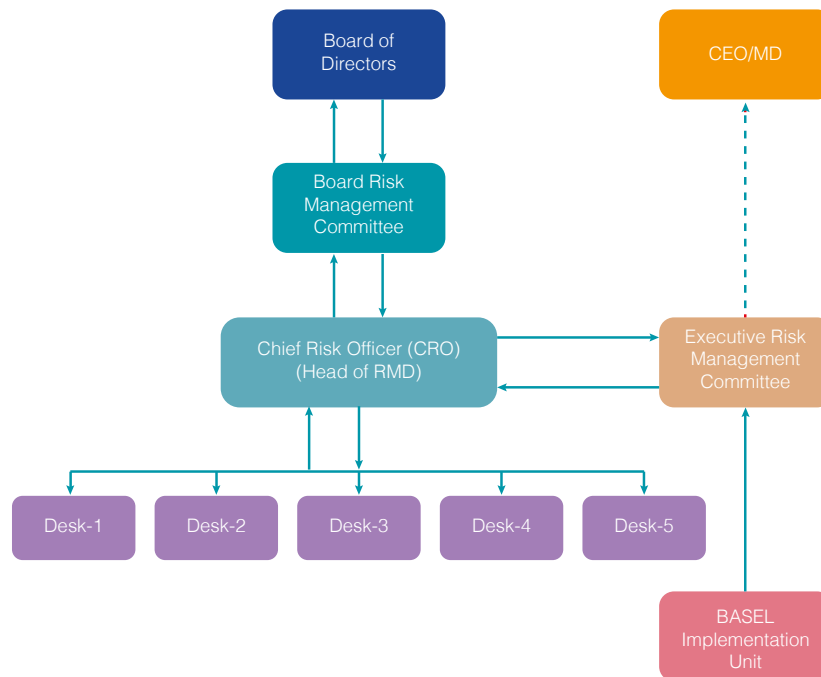 Board of
Directors
CEO/MD
Board Risk
Management
Committee
Chief Risk Officer (CRO)
(Head of RMD)
Executive Risk
Management
Committee
Desk-1
Desk-2
Desk-3
Desk-4
Desk-5
BASEL
Implementation
Unit